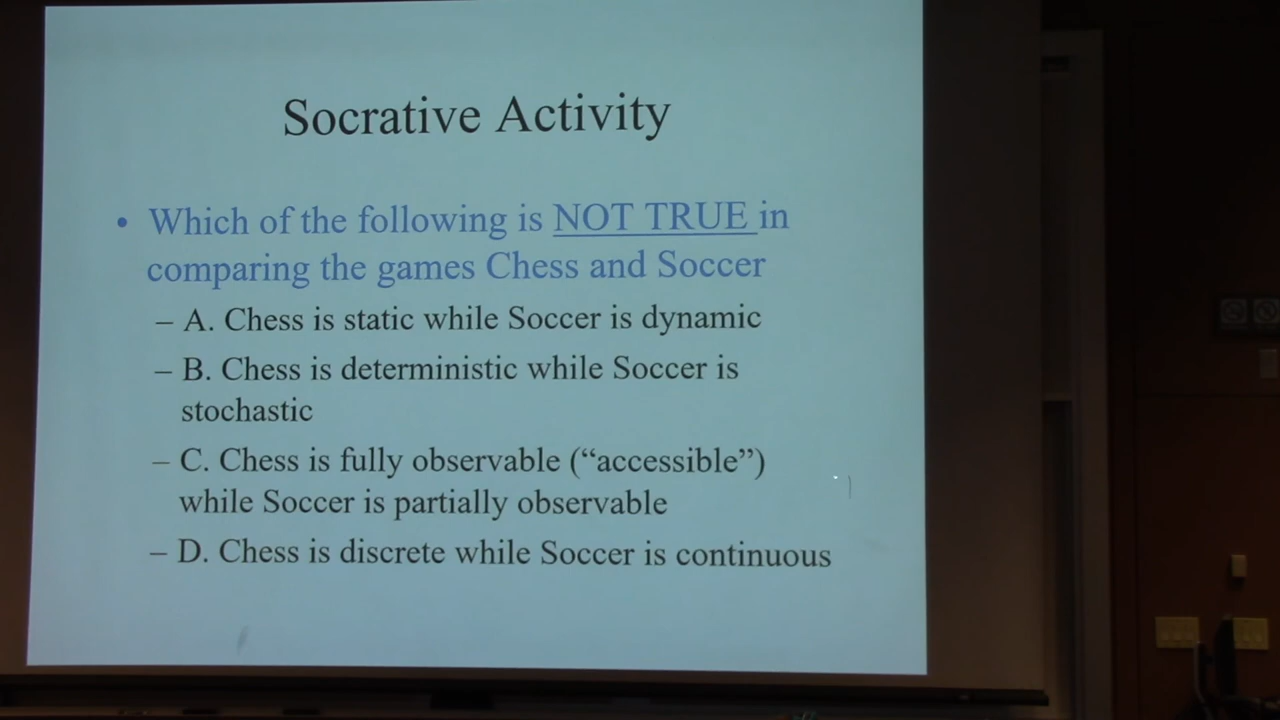 Socrative Activity
• Which of the following is NOT TRUE in
comparing the games Chess and Soccer
– A. Chess is static while Soccer is dynamic
– B. Chess is deterministic while Soccer is
stochastic
– C. Chess is fully observable (“accessible”)
while Soccer is partially observable
– D. Chess is discrete while Soccer is continuous